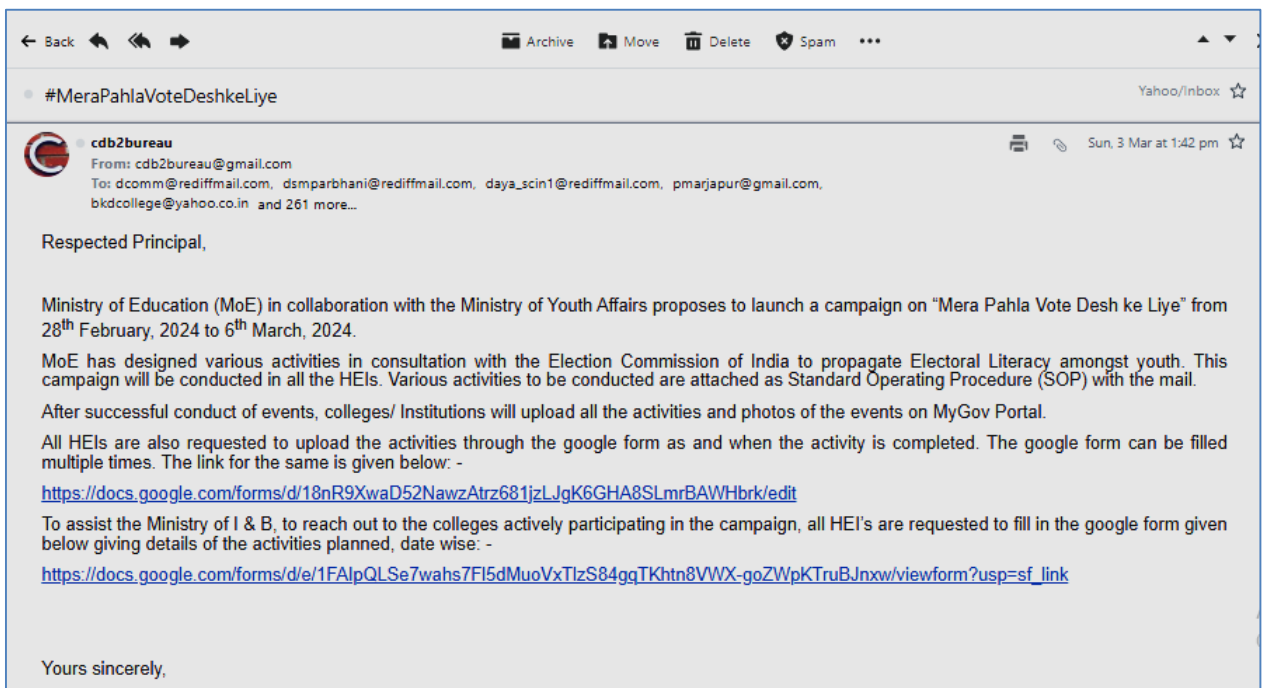 Back Archive Move Delete Spam
#MeraPahlaVoteDeshkeLiye Yahoo/Inbox
cdb2bureau Sun, 3 Mar at 1:42 pm
From: cdb2bureau@gmail.com
To: dcomm@rediffmail.com, dsmparbhani@rediffmail.com, daya_scin1@rediffmail.com, pmarjapur@gmail.com,
bkdcollege@yahoo.co.in and 261 more...
Respected Principal,
Ministry of Education (MoE) in collaboration with the Ministry of Youth Affairs proposes to launch a campaign on “Mera Pahla Vote Desh ke Liye” from
28th February, 2024 to 6th March, 2024.
MoE has designed various activities in consultation with the Election Commission of India to propagate Electoral Literacy amongst youth. This
campaign will be conducted in all the HEIs. Various activities to be conducted are attached as Standard Operating Procedure (SOP) with the mail.
After successful conduct of events, colleges/ Institutions will upload all the activities and photos of the events on MyGov Portal.
All HEIs are also requested to upload the activities through the google form as and when the activity is completed. The google form can be filled
multiple times. The link for the same is given below: -
https://docs.google.com/forms/d/18nR9XwaD52NawzAtrz681jzLJgK6GHA8SLmrBAWHbrk/edit
To assist the Ministry of I & B, to reach out to the colleges actively participating in the campaign, all HEI's are requested to fill in the google form given
below giving details of the activities planned, date wise: -
https://docs.google.com/forms/d/e/1FAIpQLSe7wahs7FI5dMuoVxTlzS84gqTKhtn8VWX-goZWpKTruBJnxw/viewform?usp=sf_link
Yours sincerely,